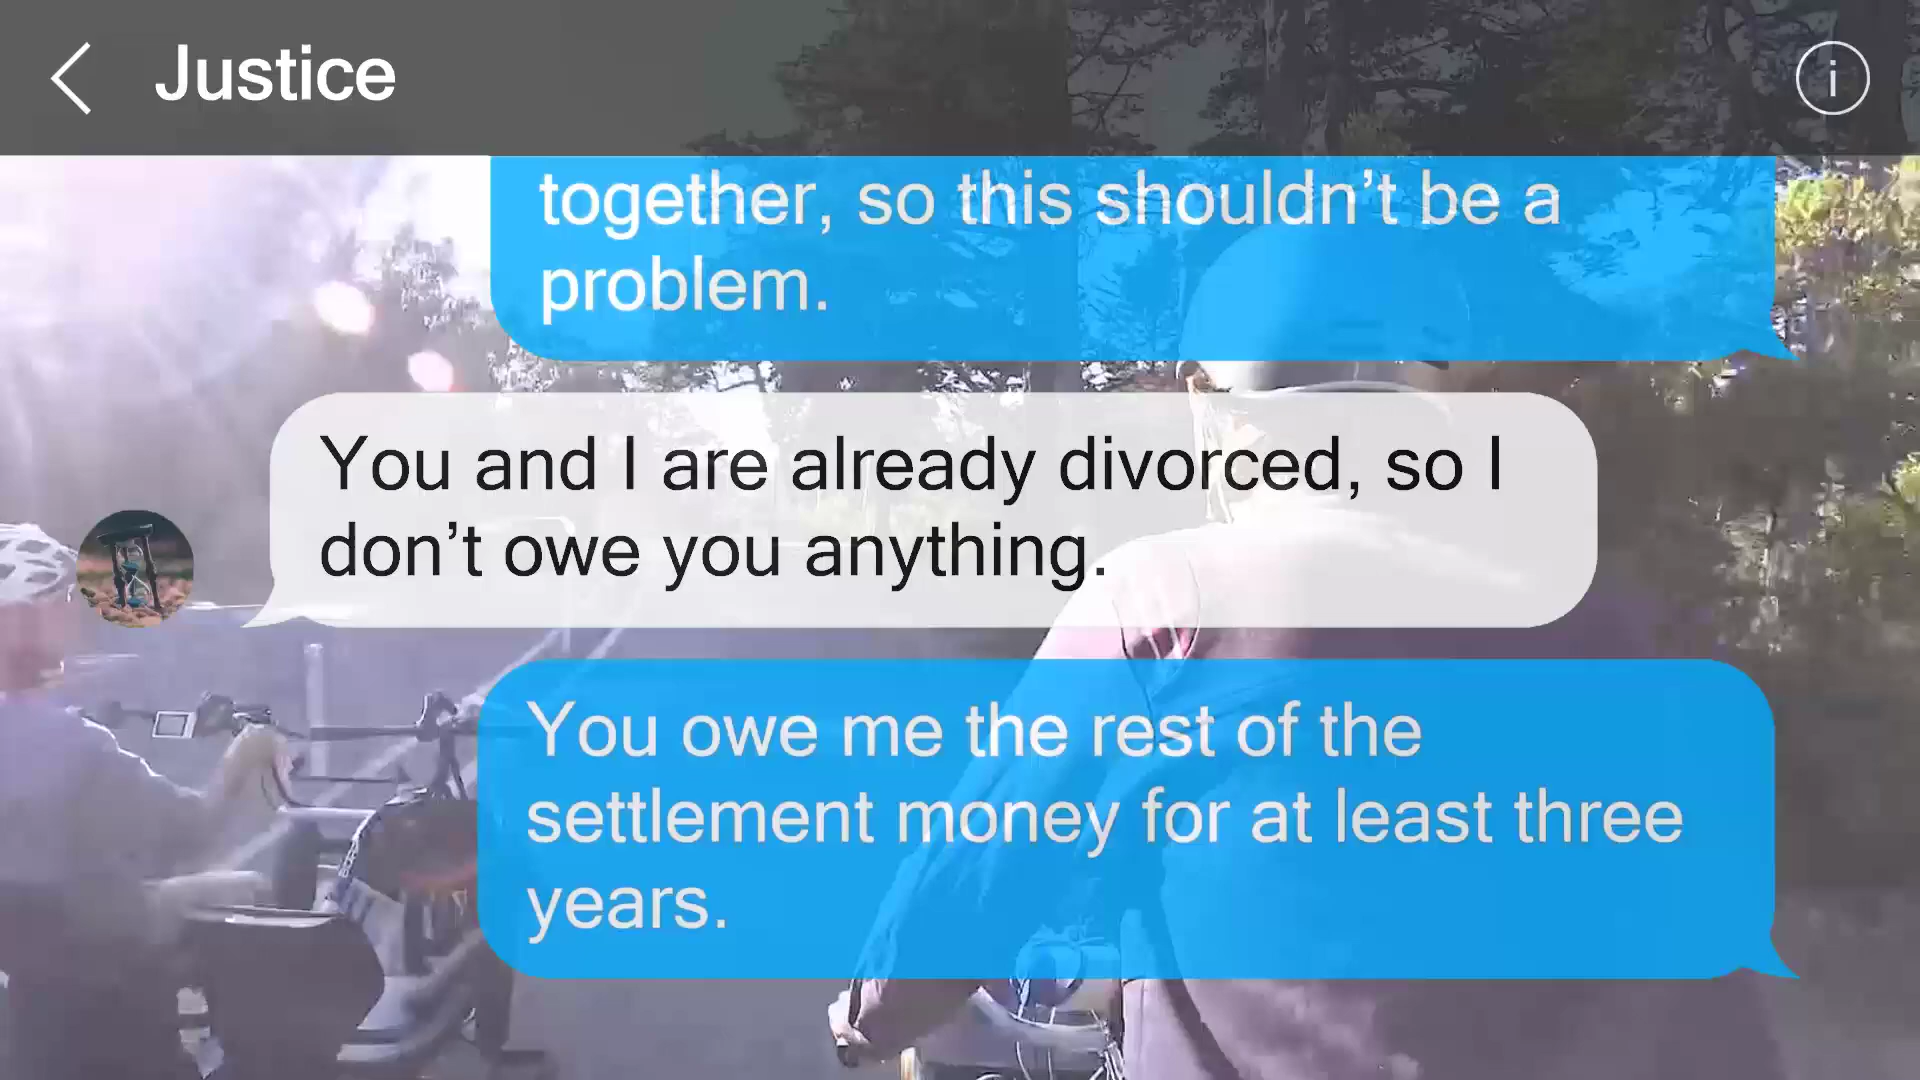 Justice
together, so this shouldn’t be a
problem.
You and I are already divorced, so I
don’t owe you anything.
You owe me the rest of the
settlement money for at least three
years.